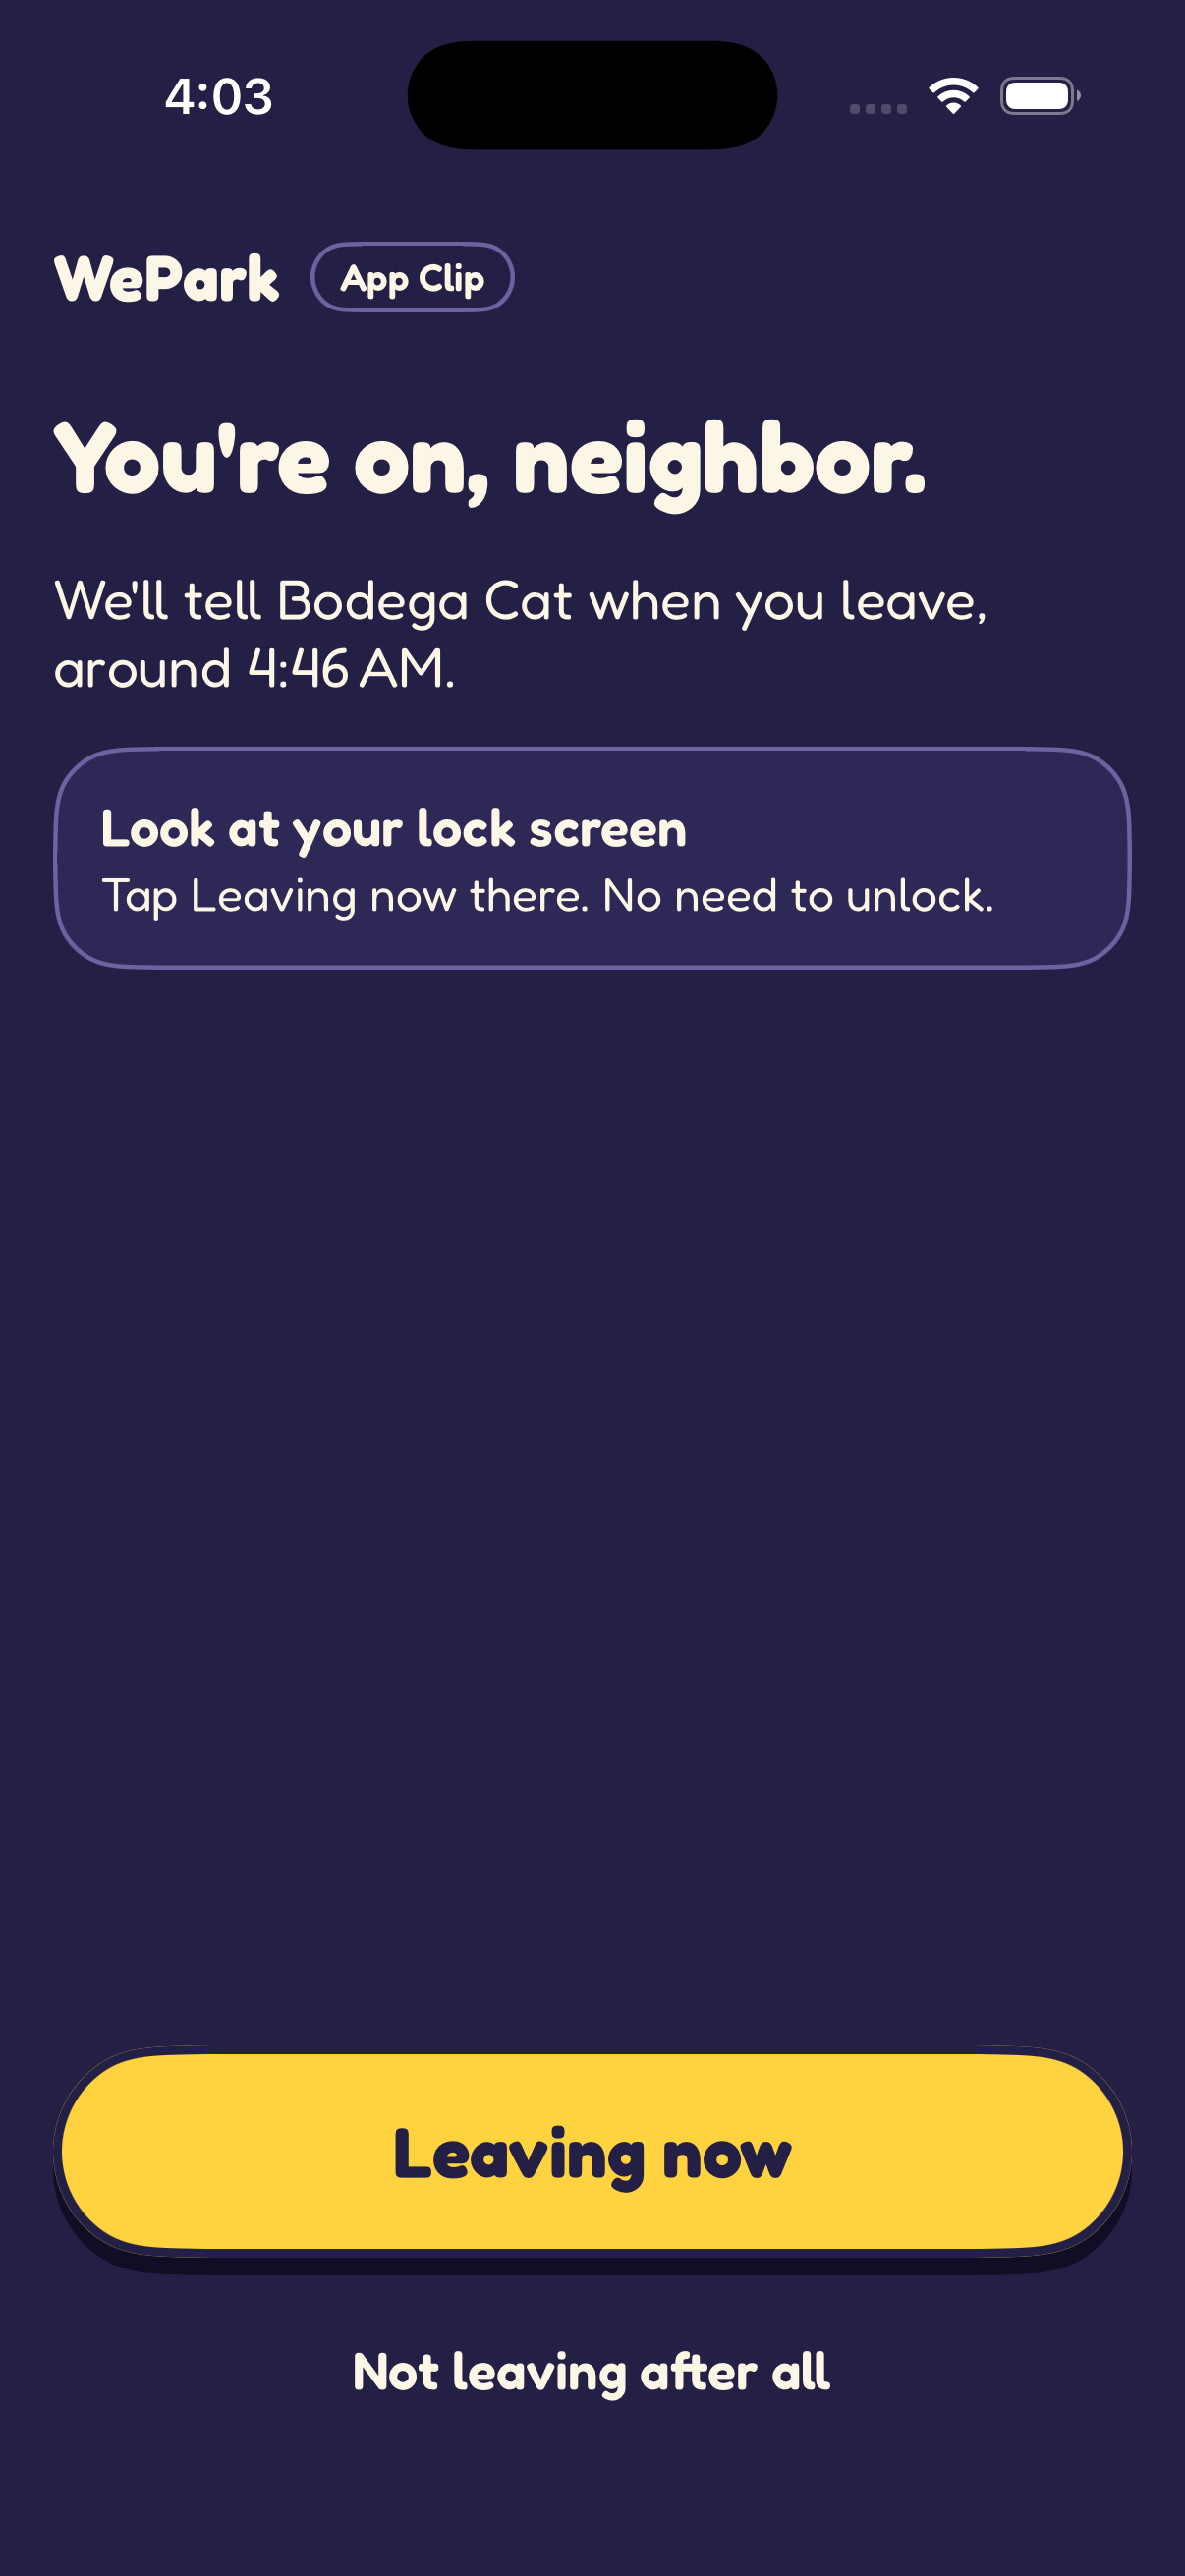 4:03
WePark
App Clip
You're on, neighbor.
We'll tell Bodega Cat when you leave,
around 4:46 AM.
Look at your lock screen
Tap Leaving now there. No need to unlock.
Leaving now
Not leaving after all